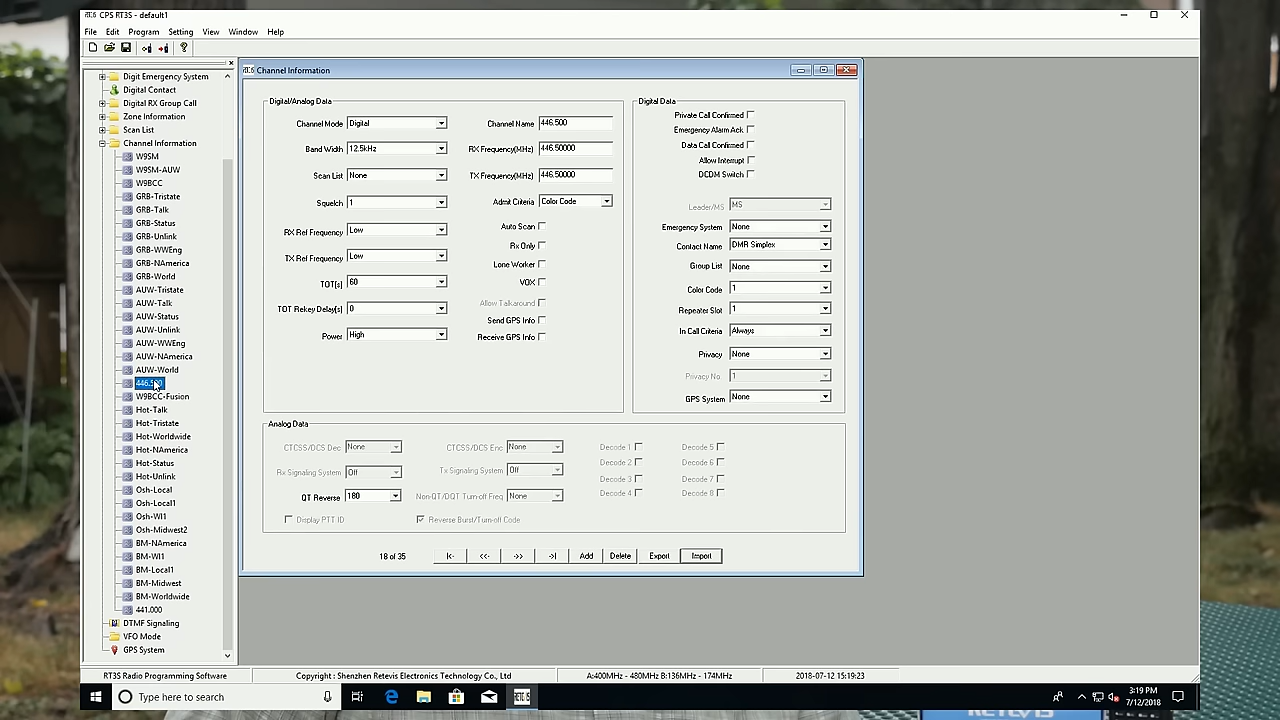 CPS RT3S - default1
File Edit Program Setting View Window Help
Digit Emergency System
Digital Contact
Digital RX Group Call
Zone Information
Scan List
Channel Information
W9SM
W9SM-AUW
W9BCC
GRB-Tristate
GRB-Talk
GRB-Status
GRB-Unlink
GRB-WWEng
GRB-NAmerica
GRB-World
AUW-Tristate
AUW-Talk
AUW-Status
AUW-Unlink
AUW-WWEng
AUW-NAmerica
AUW-World
446.500
W9BCC-Fusion
Hot-Talk
Hot-Tristate
Hot-Worldwide
Hot-NAmerica
Hot-Status
Hot-Unlink
Osh-Local
Osh-Local1
Osh-WI1
Osh-Midwest2
BM-NAmerica
BM-WI1
BM-Local1
BM-Midwest
BM-Worldwide
441.000
DTMF Signaling
VFO Mode
GPS System
Channel Information
Digital/Analog Data
Channel Mode Digital
Band Width 12.5kHz
Scan List None
Squelch 1
RX Ref Frequency Low
TX Ref Frequency Low
TOT[s] 60
TOT Rekey Delay[s] 0
Power High
Channel Name 446.500
RX Frequency(MHz) 446.50000
TX Frequency(MHz) 446.50000
Admit Criteria Color Code
Auto Scan
Rx Only
Lone Worker
VOX
Allow Talkaround
Send GPS Info
Receive GPS Info
Digital Data
Private Call Confirmed
Emergency Alarm Ack
Data Call Confirmed
Allow Interrupt
DCDM Switch
Leader/MS MS
Emergency System None
Contact Name DMR Simplex
Group List None
Color Code 1
Repeater Slot 1
In Call Criteria Always
Privacy None
Privacy No. 1
GPS System None
Analog Data
CTCSS/DCS Dec None CTCSS/DCS Enc None Decode 1 Decode 5
Rx Signaling System Off Tx Signaling System Off Decode 2 Decode 6
Decode 3 Decode 7
QT Reverse 180 Non-QT/DQT Turn-off Freq None Decode 4 Decode 8
Display PTT ID Reverse Burst/Turn-off Code
18 of 35 |<- <<- ->> ->| Add Delete Export Import
RT3S Radio Programming Software Copyright : Shenzhen Retevis Electronics Technology Co., Ltd A:400MHz - 480MHz B:136MHz - 174MHz 2018-07-12 15:19:23
Type here to search
3:19 PM
7/12/2018